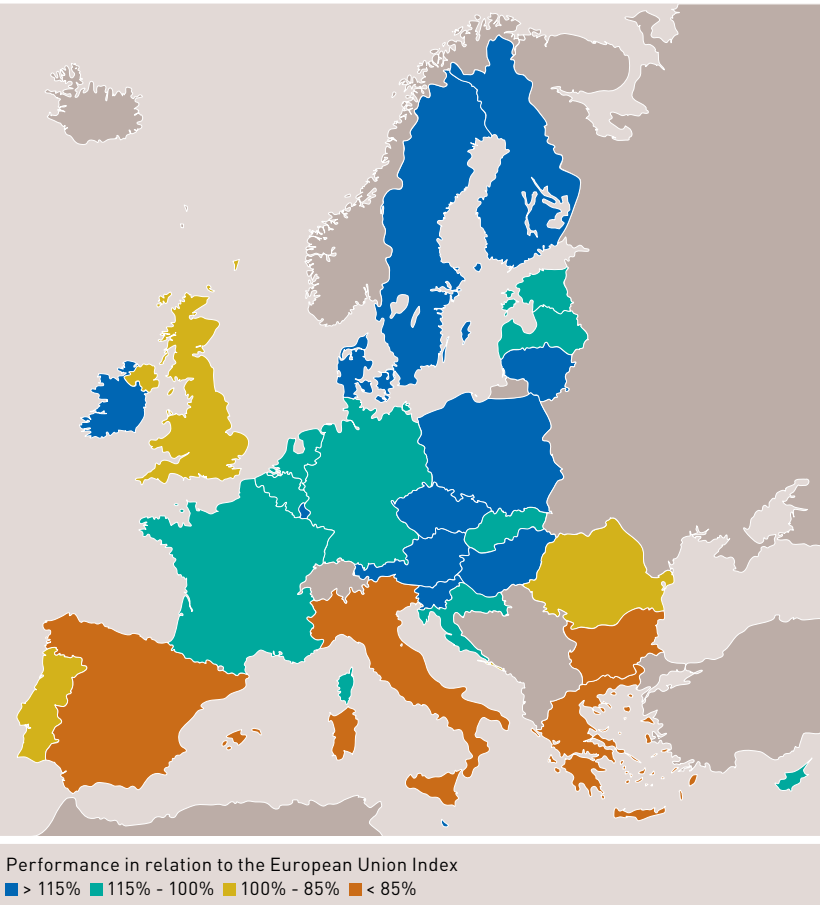 Performance in relation to the European Union Index
> 115% 115% - 100% 100% - 85% < 85%